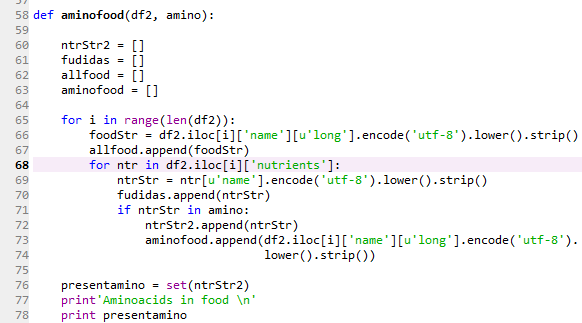 58 def aminofood(df2, amino):
59
60     ntrStr2 = []
61     fudidas = []
62     allfood = []
63     aminofood = []
64
65     for i in range(len(df2)):
66         foodStr = df2.iloc[i]['name'][u'long'].encode('utf-8').lower().strip()
67         allfood.append(foodStr)
68         for ntr in df2.iloc[i]['nutrients']:
69             ntrStr = ntr[u'name'].encode('utf-8').lower().strip()
70             fudidas.append(ntrStr)
71             if ntrStr in amino:
72                 ntrStr2.append(ntrStr)
73                 aminofood.append(df2.iloc[i]['name'][u'long'].encode('utf-8').
74                                  lower().strip())
75
76     presentamino = set(ntrStr2)
77     print'Aminoacids in food \n'
78     print presentamino